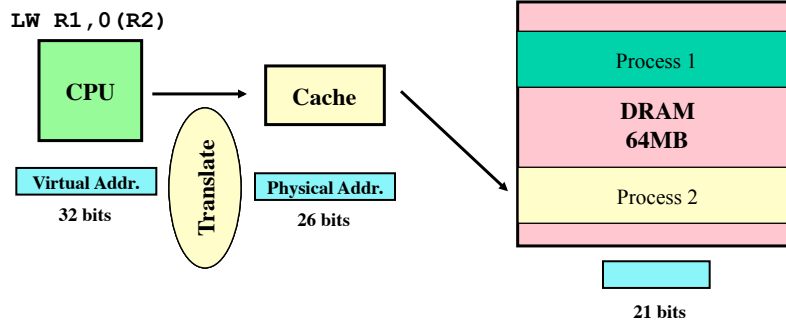 LW R1,0(R2)
CPU
Cache
Translate
Virtual Addr.
32 bits
Physical Addr.
26 bits
Process 1
DRAM
64MB
Process 2
21 bits